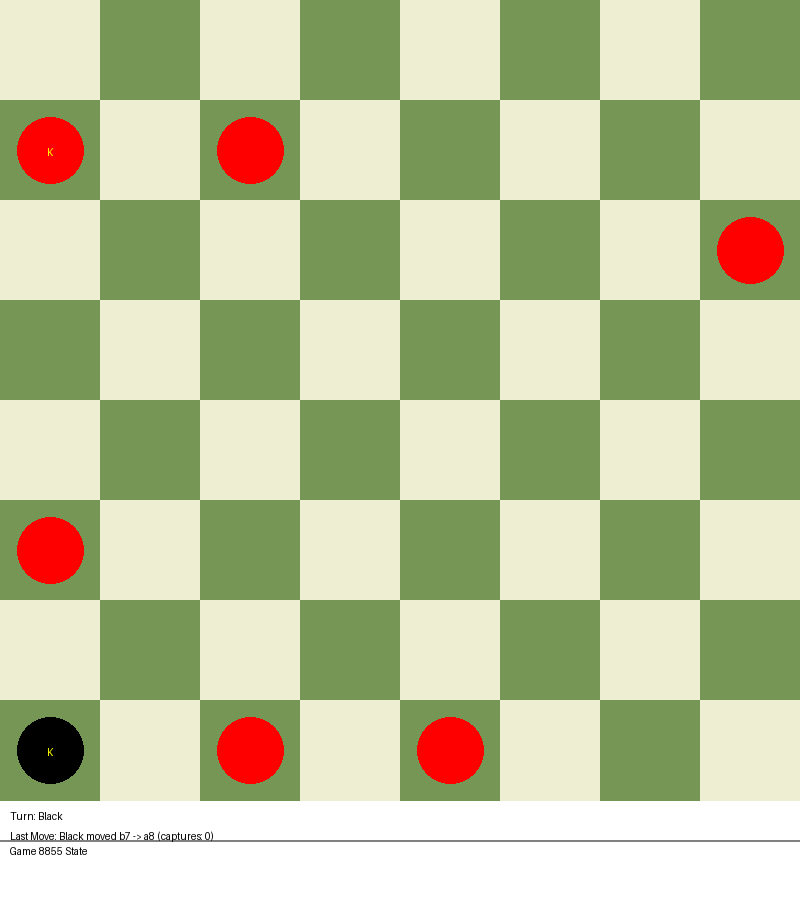 K
K
Turn: Black
Last Move: Black moved b7 -> a8 (captures: 0)
Game 8855 State